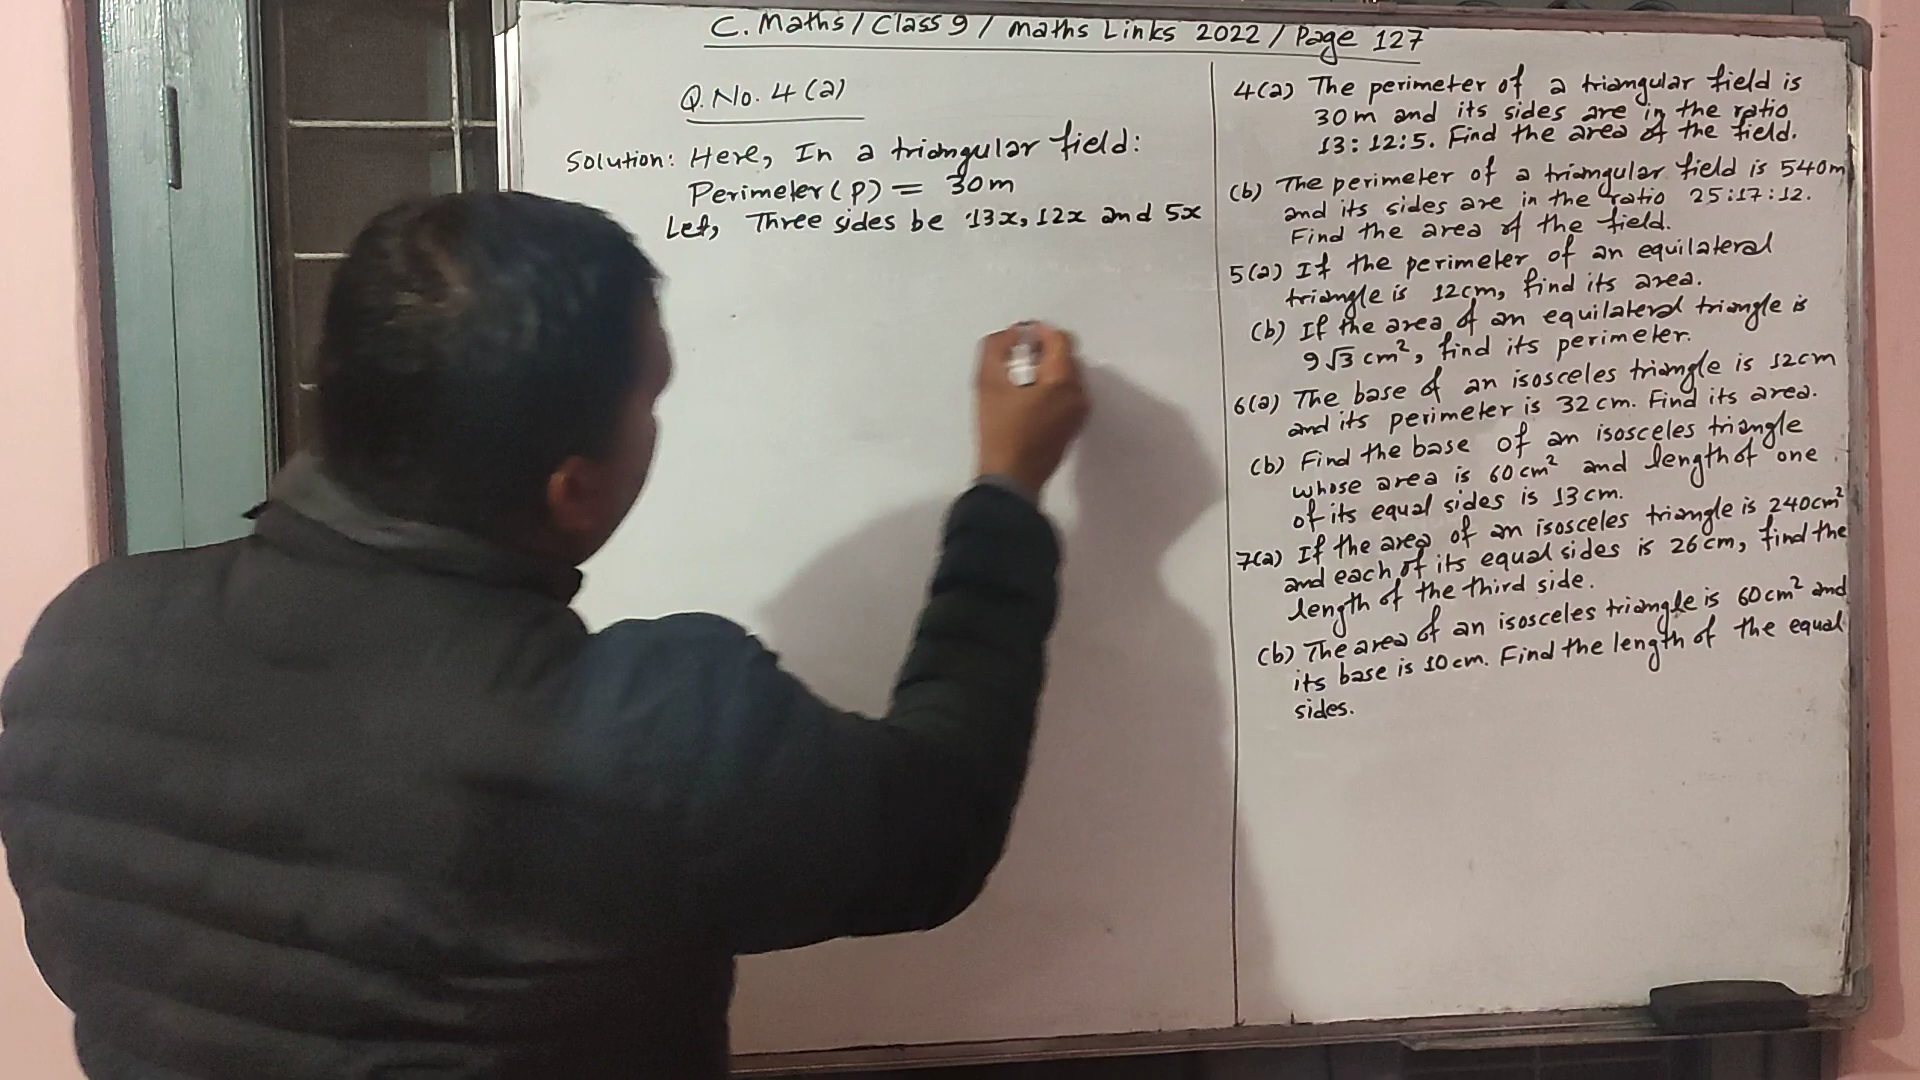 C. Maths / Class 9 / Maths Links 2022 / Page 127
Q. No. 4 (a)
Solution: Here, In a triangular field:
Perimeter (P) = 30m
Let, Three sides be 13x, 12x and 5x
4(a) The perimeter of a triangular field is
30m and its sides are in the ratio
13:12:5. Find the area of the field.
(b) The perimeter of a triangular field is 540m
and its sides are in the ratio 25:17:12.
Find the area of the field.
5(a) If the perimeter of an equilateral
triangle is 12cm, find its area.
(b) If the area of an equilateral triangle is
9√3 cm², find its perimeter.
6(a) The base of an isosceles triangle is 12cm
and its perimeter is 32cm. Find its area.
(b) Find the base of an isosceles triangle
whose area is 60cm² and length of one
of its equal sides is 13cm.
7(a) If the area of an isosceles triangle is 240cm²
and each of its equal sides is 26cm, find the
length of the third side.
(b) The area of an isosceles triangle is 60cm² and
its base is 10cm. Find the length of the equal
sides.